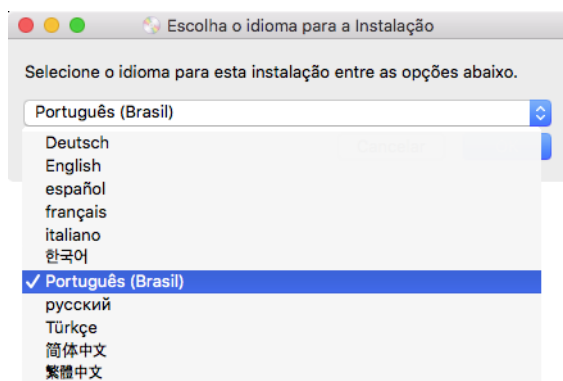 Escolha o idioma para a Instalação
Selecione o idioma para esta instalação entre as opções abaixo.
Português (Brasil)
Deutsch
English
español
français
italiano
한국어
✓ Português (Brasil)
русский
Türkçe
简体中文
繁體中文